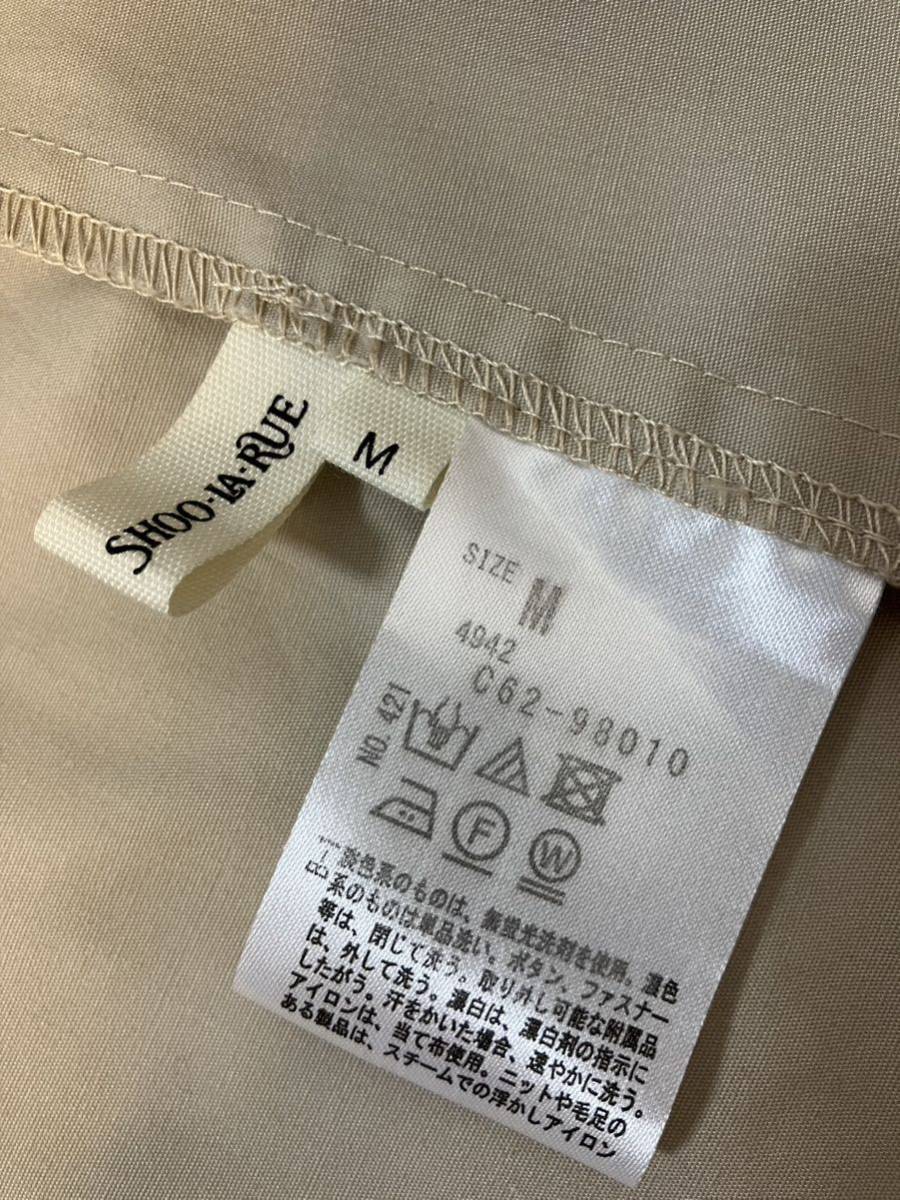 SHOO·LA·RUE
M
SIZE M
4942
C62-98010
NO. 421
F
W
淡色系のものは、無蛍光洗剤を使用。濃色
系のものは単品洗い。ボタン、ファスナー
等は、閉じて洗う。取り外し可能な附属品
は、外して洗う。漂白は、漂白剤の指示に
したがう。汗をかいた場合、速やかに洗う。
アイロンは、当て布使用。ニットや毛足の
ある製品は、スチームでの浮かしアイロン